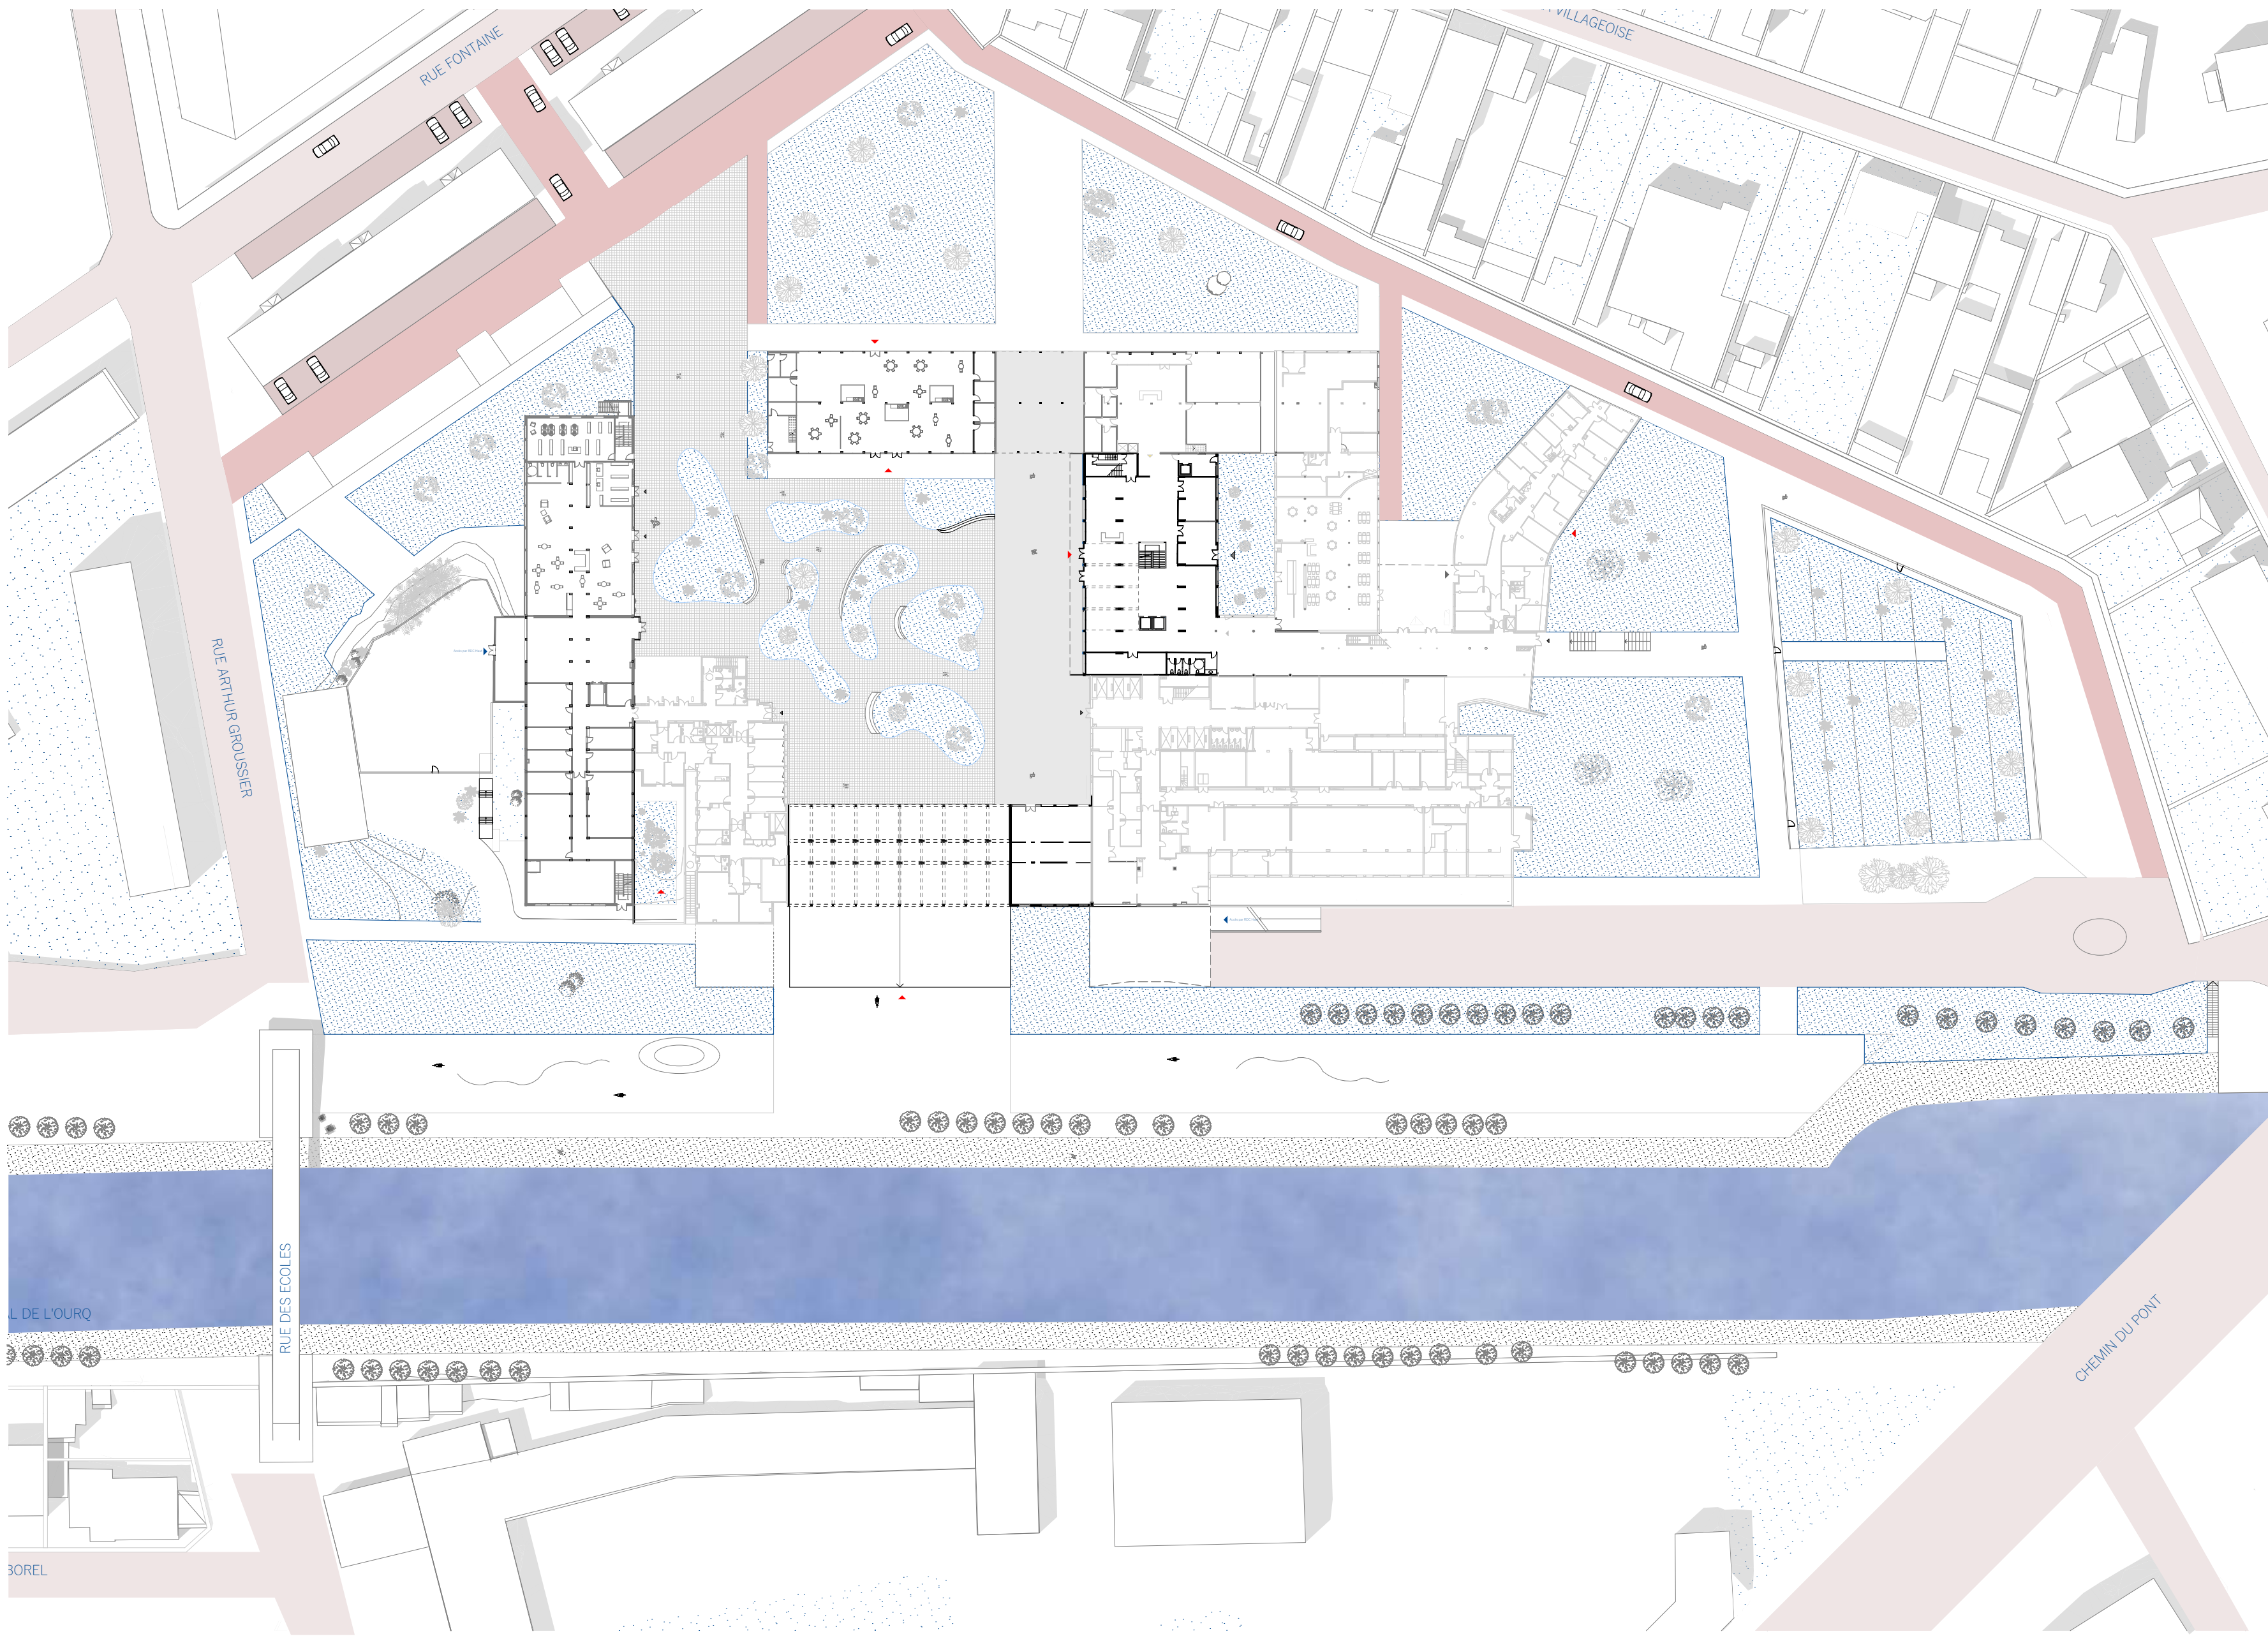 RUE FONTAINE
VILLAGEOISE
RUE ARTHUR GROUSSIER
RUE DES ECOLES
L DE L'OURQ
CHEMIN DU PONT
BOREL